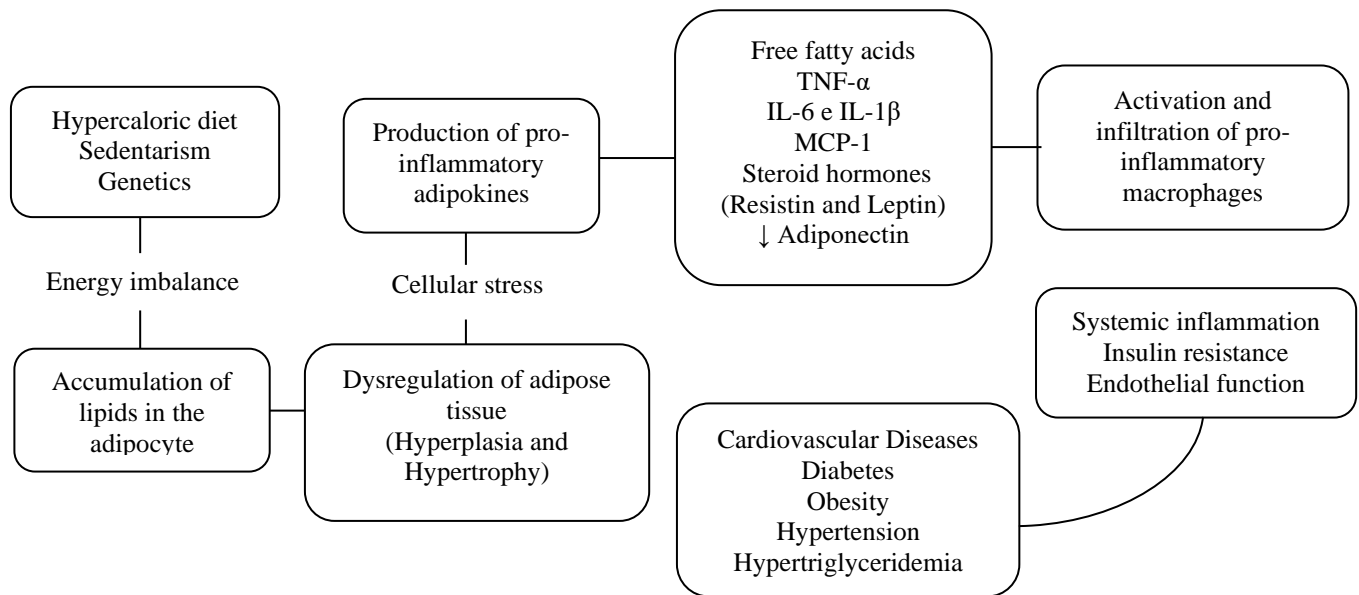 Hypercaloric diet
Sedentarism
Genetics
Energy imbalance
Accumulation of
lipids in the
adipocyte
Dysregulation of adipose
tissue
(Hyperplasia and
Hypertrophy)
Cellular stress
Production of pro-
inflammatory
adipokines
Free fatty acids
TNF-α
IL-6 e IL-1β
MCP-1
Steroid hormones
(Resistin and Leptin)
↓ Adiponectin
Activation and
infiltration of pro-
inflammatory
macrophages
Systemic inflammation
Insulin resistance
Endothelial function
Cardiovascular Diseases
Diabetes
Obesity
Hypertension
Hypertriglyceridemia